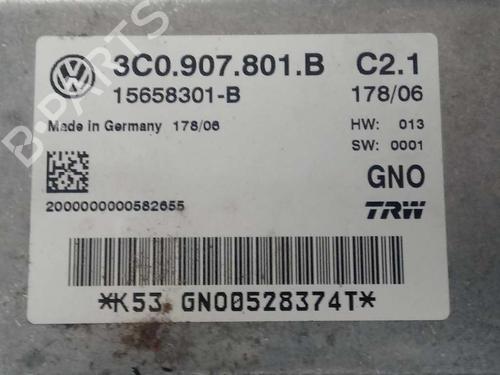 3C0.907.801.B C2.1
15658301-B 178/06
Made in Germany 178/06 HW: 013
SW: 0001
GNO
2000000000582655 TRW
*K53 GNO0528374T*
B-PARTS